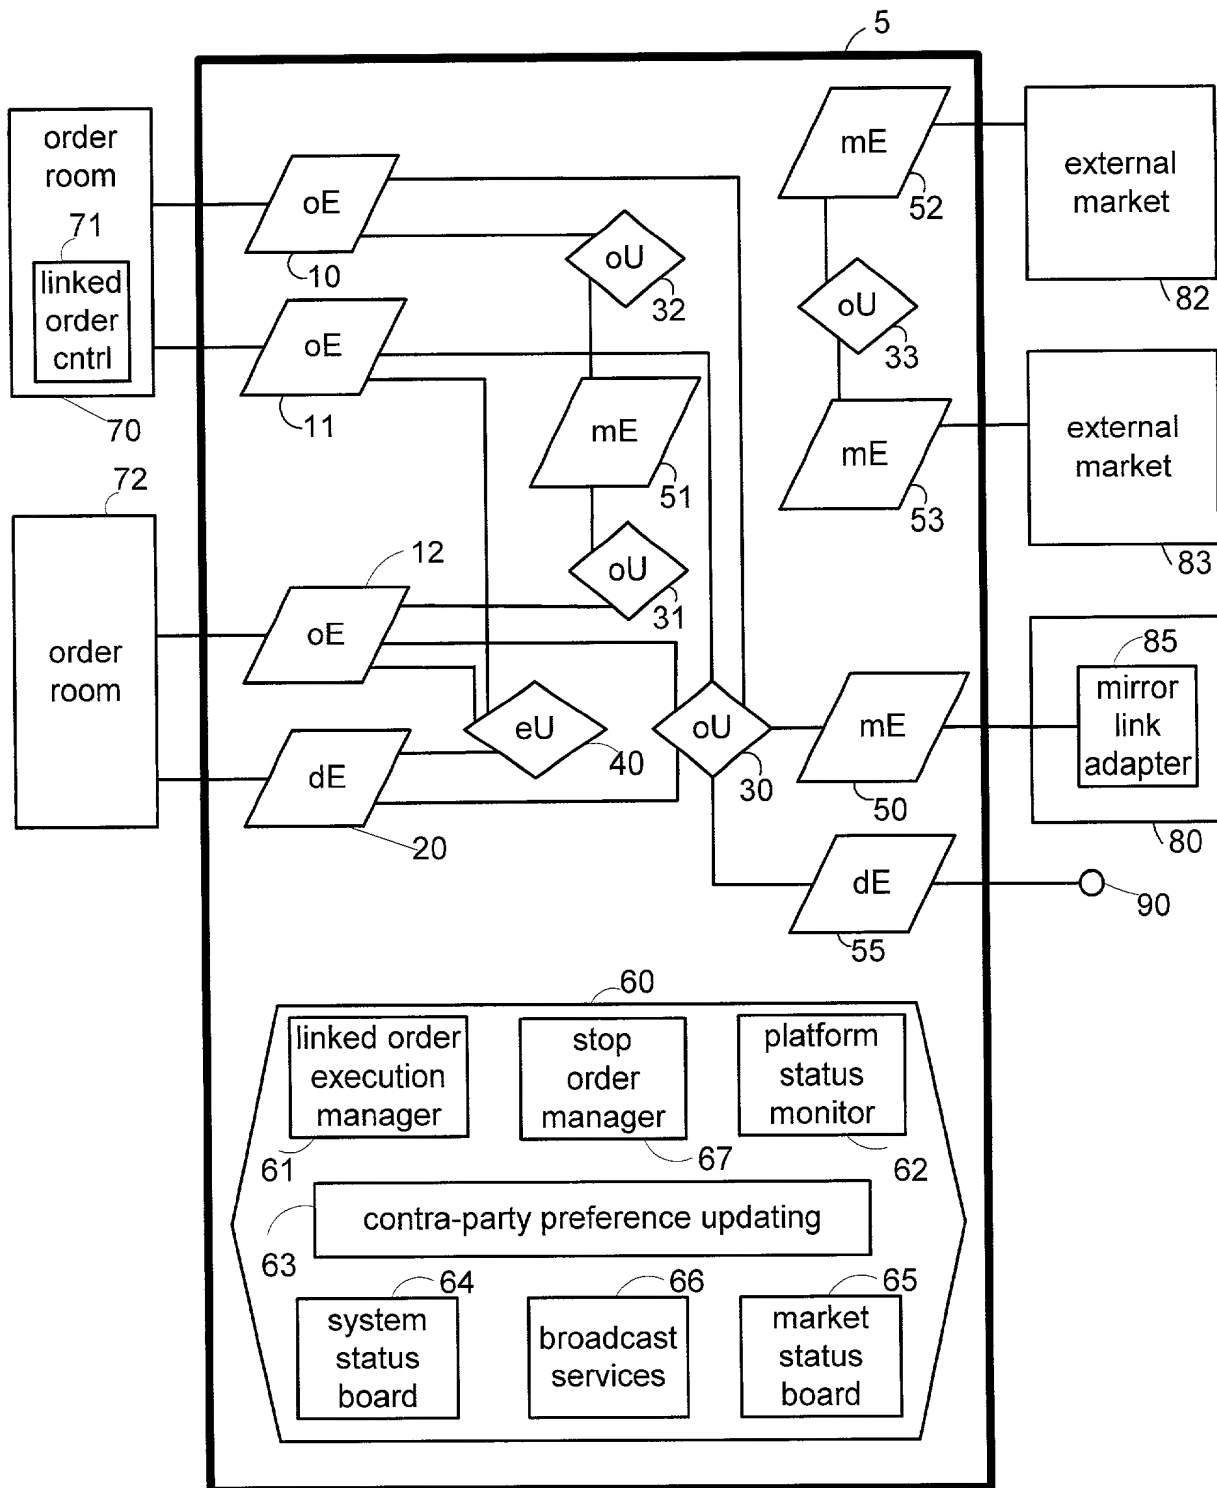 5
order
room
71
linked
order
cntrl
70
oE
10
oE
11
oU
32
mE
51
oU
31
mE
52
oU
33
mE
53
external
market
82
external
market
83
72
order
room
12
oE
dE
20
eU
40
oU
30
mE
50
85
mirror
link
adapter
80
dE
55
90
60
linked order
execution
manager
61
stop
order
manager
67
platform
status
monitor
62
contra-party preference updating
63
64
system
status
board
66
broadcast
services
65
market
status
board